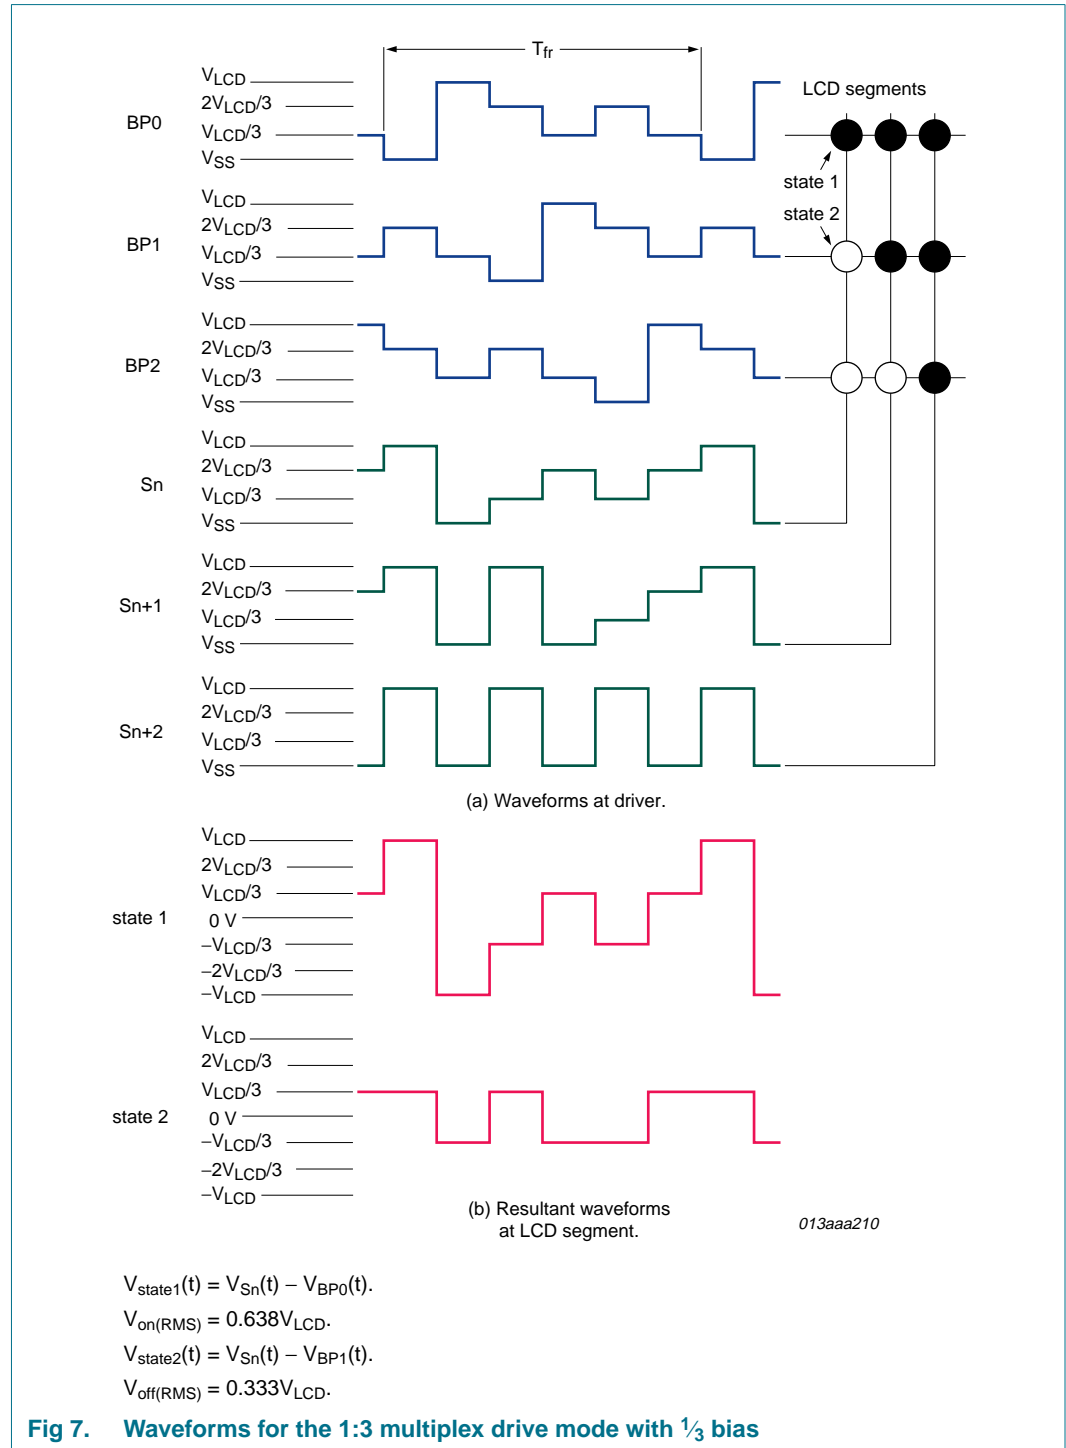 Tfr
VLCD
2VLCD/3
BP0
VLCD/3
VSS
LCD segments
state 1
state 2
VLCD
2VLCD/3
BP1
VLCD/3
VSS
VLCD
2VLCD/3
BP2
VLCD/3
VSS
VLCD
2VLCD/3
Sn
VLCD/3
VSS
VLCD
2VLCD/3
Sn+1
VLCD/3
VSS
VLCD
2VLCD/3
Sn+2
VLCD/3
VSS
(a) Waveforms at driver.
VLCD
2VLCD/3
VLCD/3
state 1
0 V
−VLCD/3
−2VLCD/3
−VLCD
VLCD
2VLCD/3
VLCD/3
state 2
0 V
−VLCD/3
−2VLCD/3
−VLCD
(b) Resultant waveforms
at LCD segment.
013aaa210
Vstate1(t) = VSn(t) − VBP0(t).
Von(RMS) = 0.638VLCD.
Vstate2(t) = VSn(t) − VBP1(t).
Voff(RMS) = 0.333VLCD.
Fig 7. Waveforms for the 1:3 multiplex drive mode with 1⁄3 bias